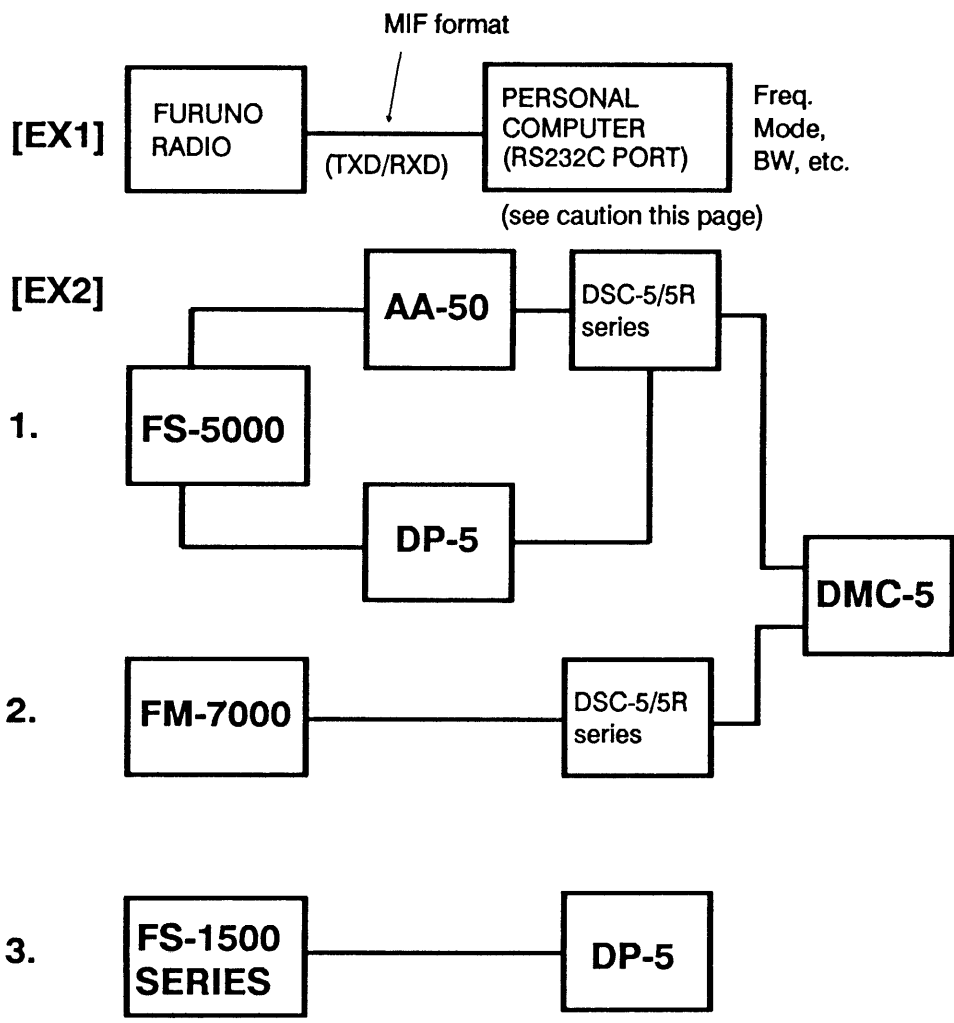 MIF format
[EX1]
FURUNO
RADIO
(TXD/RXD)
PERSONAL
COMPUTER
(RS232C PORT)
Freq.
Mode,
BW, etc.
(see caution this page)
[EX2]
AA-50
DSC-5/5R
series
1.
FS-5000
DP-5
DMC-5
2.
FM-7000
DSC-5/5R
series
3.
FS-1500
SERIES
DP-5